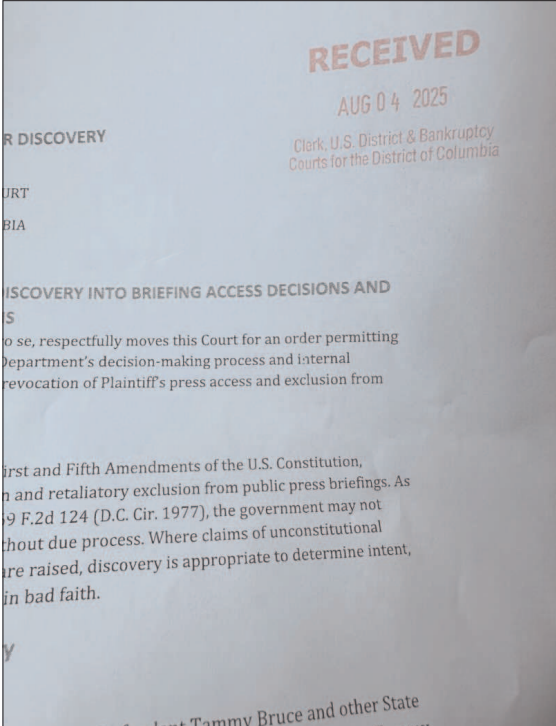 RECEIVED
AUG 04 2025
Clark, U.S. District & Bankruptcy
Courts for the District of Columbia
R DISCOVERY
URT
BIA
ISCOVERY INTO BRIEFING ACCESS DECISIONS AND
S
o se, respectfully moves this Court for an order permitting
Department's decision-making process and internal
revocation of Plaintiff's press access and exclusion from
irst and Fifth Amendments of the U.S. Constitution,
n and retaliatory exclusion from public press briefings. As
9 F.2d 124 (D.C. Cir. 1977), the government may not
thout due process. Where claims of unconstitutional
are raised, discovery is appropriate to determine intent,
in bad faith.
y
Tammy Bruce and other State